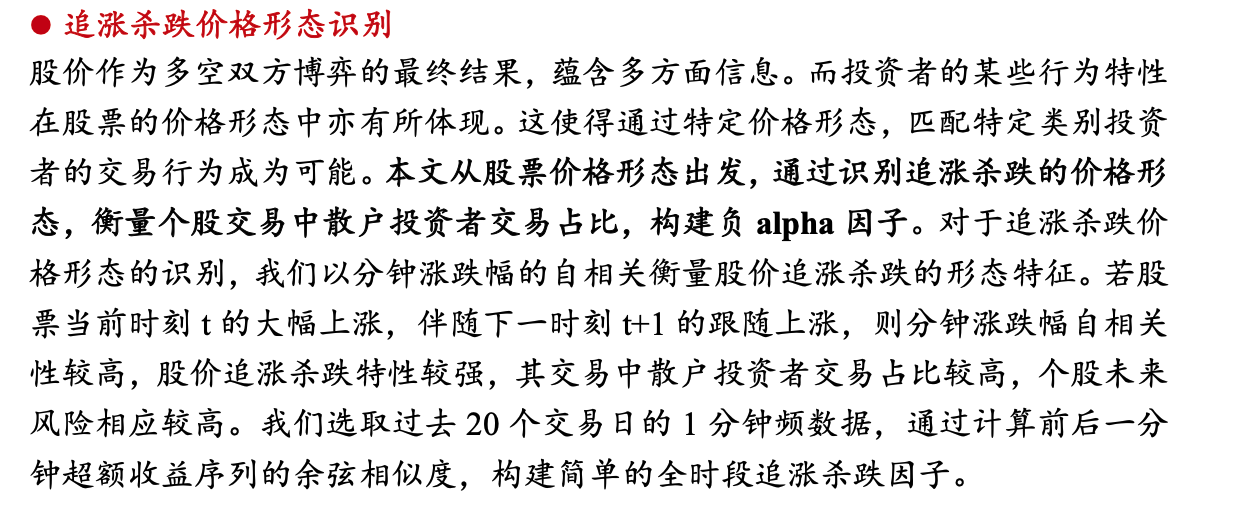 ● 追涨杀跌价格形态识别
股价作为多空双方博弈的最终结果，蕴含多方面信息。而投资者的某些行为特性
在股票的价格形态中亦有所体现。这使得通过特定价格形态，匹配特定类别投资
者的交易行为成为可能。本文从股票价格形态出发，通过识别追涨杀跌的价格形
态，衡量个股交易中散户投资者交易占比，构建负 alpha 因子。对于追涨杀跌价
格形态的识别，我们以分钟涨跌幅的自相关衡量股价追涨杀跌的形态特征。若股
票当前时刻 t 的大幅上涨，伴随下一时刻 t+1 的跟随上涨，则分钟涨跌幅自相关
性较高，股价追涨杀跌特性较强，其交易中散户投资者交易占比较高，个股未来
风险相应较高。我们选取过去 20 个交易日的 1 分钟频数据，通过计算前后一分
钟超额收益序列的余弦相似度，构建简单的全时段追涨杀跌因子。